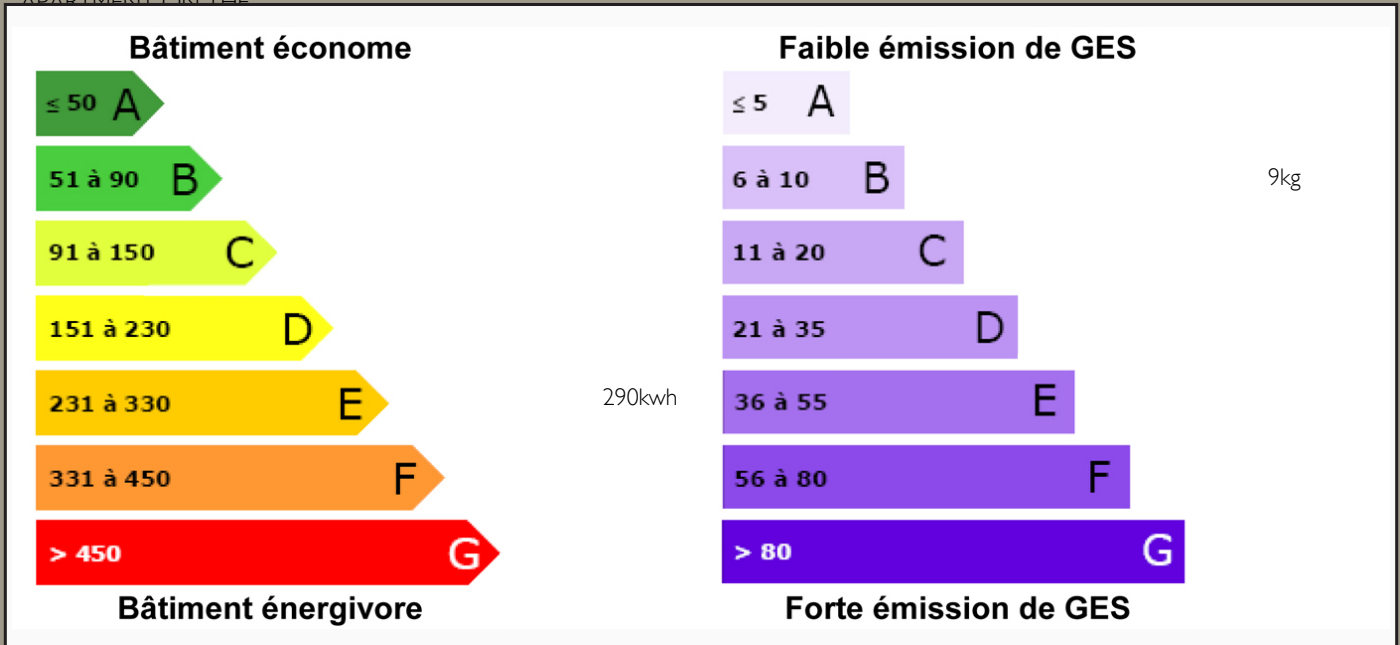 APARTMENT
Bâtiment économe
≤ 50 A
51 à 90 B
91 à 150 C
151 à 230 D
231 à 330 E
290kwh
331 à 450 F
> 450 G
Bâtiment énergivore
Faible émission de GES
≤ 5 A
6 à 10 B
9kg
11 à 20 C
21 à 35 D
36 à 55 E
56 à 80 F
> 80 G
Forte émission de GES